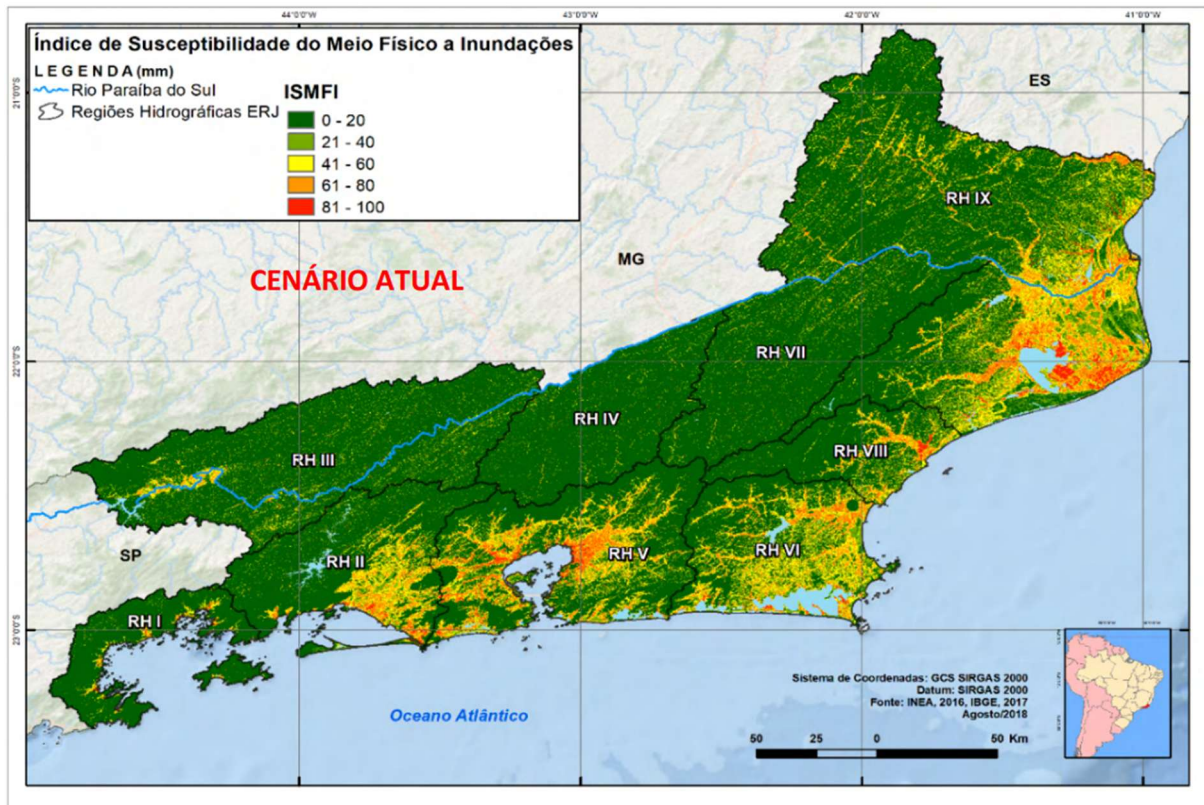 44°0'0"O
43°0'0"O
42°0'0"O
41°0'0"O
Índice de Susceptibilidade do Meio Físico a Inundações
L E G E N D A (mm)
Rio Paraíba do Sul
Regiões Hidrográficas ERJ
ISMFI
0 - 20
21 - 40
41 - 60
61 - 80
81 - 100
21°0'0"S
ES
RH IX
CENÁRIO ATUAL
MG
22°0'0"S
RH VII
RH IV
RH III
RH VIII
SP
RH II
RH V
RH VI
RH I
23°0'0"S
Oceano Atlântico
Sistema de Coordenadas: GCS SIRGAS 2000
Datum: SIRGAS 2000
Fonte: INEA, 2016, IBGE, 2017
Agosto/2018
50 25 0 50 Km